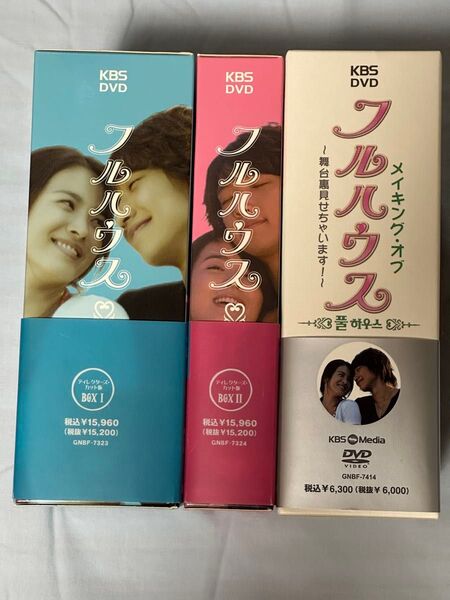 KBS
DVD
フルハウス
ディレクターズ・
カット版
BOX I
税込¥15,960
(税抜¥15,200)
GNBF-7323
KBS
DVD
フルハウス
ディレクターズ・
カット版
BOX II
税込¥15,960
(税抜¥15,200)
GNBF-7324
KBS
DVD
メイキング・オブ
フルハウス
～舞台裏見せちゃいます!～
풀하우스
KBS Media
DVD
VIDEO
GNBF-7414
税込¥6,300(税抜¥6,000)